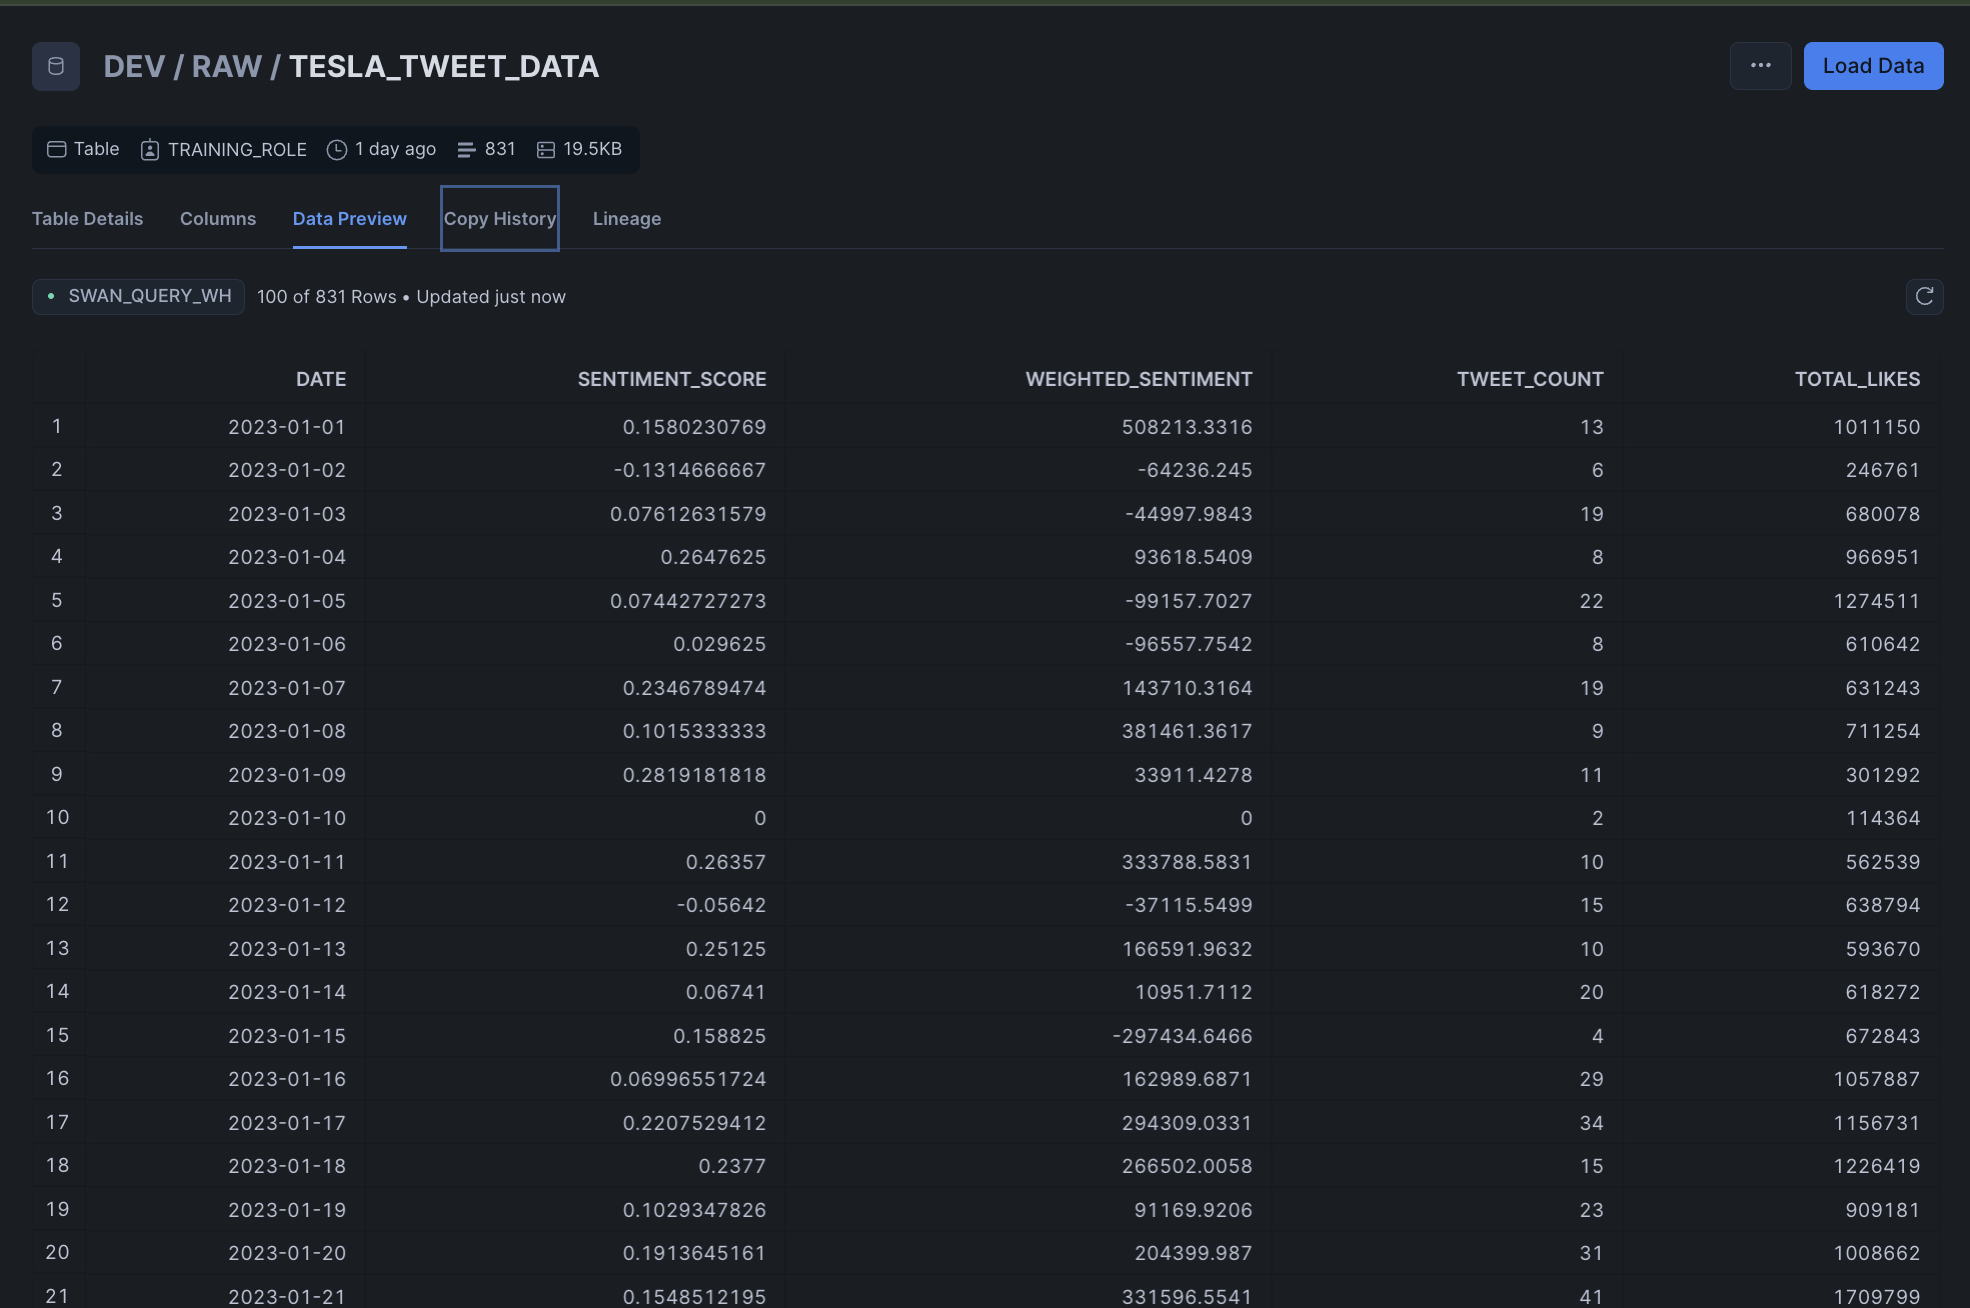 DEV / RAW / TESLA_TWEET_DATA
... Load Data
Table TRAINING_ROLE 1 day ago 831 19.5KB
Table Details Columns Data Preview Copy History Lineage
SWAN_QUERY_WH 100 of 831 Rows • Updated just now
DATE SENTIMENT_SCORE WEIGHTED_SENTIMENT TWEET_COUNT TOTAL_LIKES
1 2023-01-01 0.1580230769 508213.3316 13 1011150
2 2023-01-02 -0.1314666667 -64236.245 6 246761
3 2023-01-03 0.07612631579 -44997.9843 19 680078
4 2023-01-04 0.2647625 93618.5409 8 966951
5 2023-01-05 0.07442727273 -99157.7027 22 1274511
6 2023-01-06 0.029625 -96557.7542 8 610642
7 2023-01-07 0.2346789474 143710.3164 19 631243
8 2023-01-08 0.1015333333 381461.3617 9 711254
9 2023-01-09 0.2819181818 33911.4278 11 301292
10 2023-01-10 0 0 2 114364
11 2023-01-11 0.26357 333788.5831 10 562539
12 2023-01-12 -0.05642 -37115.5499 15 638794
13 2023-01-13 0.25125 166591.9632 10 593670
14 2023-01-14 0.06741 10951.7112 20 618272
15 2023-01-15 0.158825 -297434.6466 4 672843
16 2023-01-16 0.06996551724 162989.6871 29 1057887
17 2023-01-17 0.2207529412 294309.0331 34 1156731
18 2023-01-18 0.2377 266502.0058 15 1226419
19 2023-01-19 0.1029347826 91169.9206 23 909181
20 2023-01-20 0.1913645161 204399.987 31 1008662
21 2023-01-21 0.1548512195 331596.5541 41 1709799